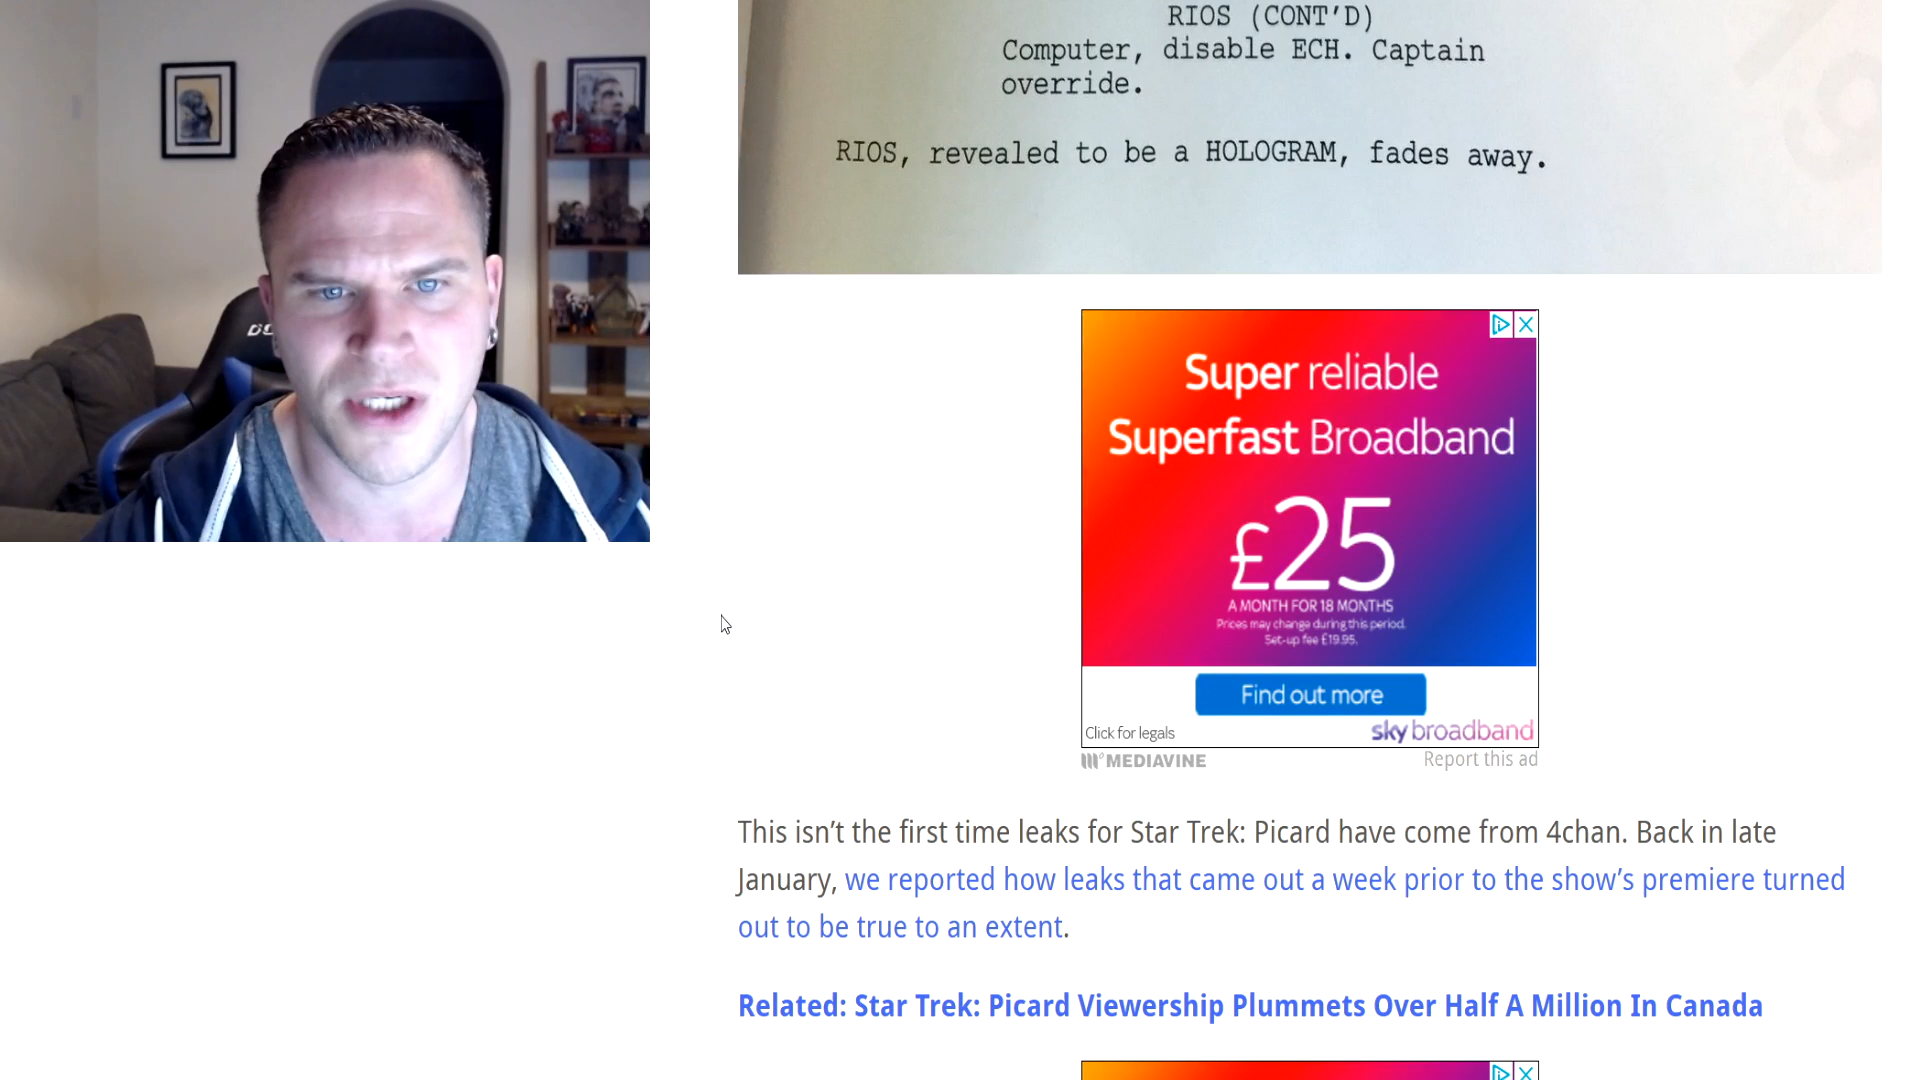 RIOS (CONT'D)
Computer, disable ECH. Captain
override.
RIOS, revealed to be a HOLOGRAM, fades away.
Super reliable
Superfast Broadband
£25
A MONTH FOR 18 MONTHS
Prices may change during this period.
Set-up fee £19.95.
Find out more
Click for legals
sky broadband
MEDIAVINE
Report this ad
This isn’t the first time leaks for Star Trek: Picard have come from 4chan. Back in late
January, we reported how leaks that came out a week prior to the show’s premiere turned
out to be true to an extent.
Related: Star Trek: Picard Viewership Plummets Over Half A Million In Canada